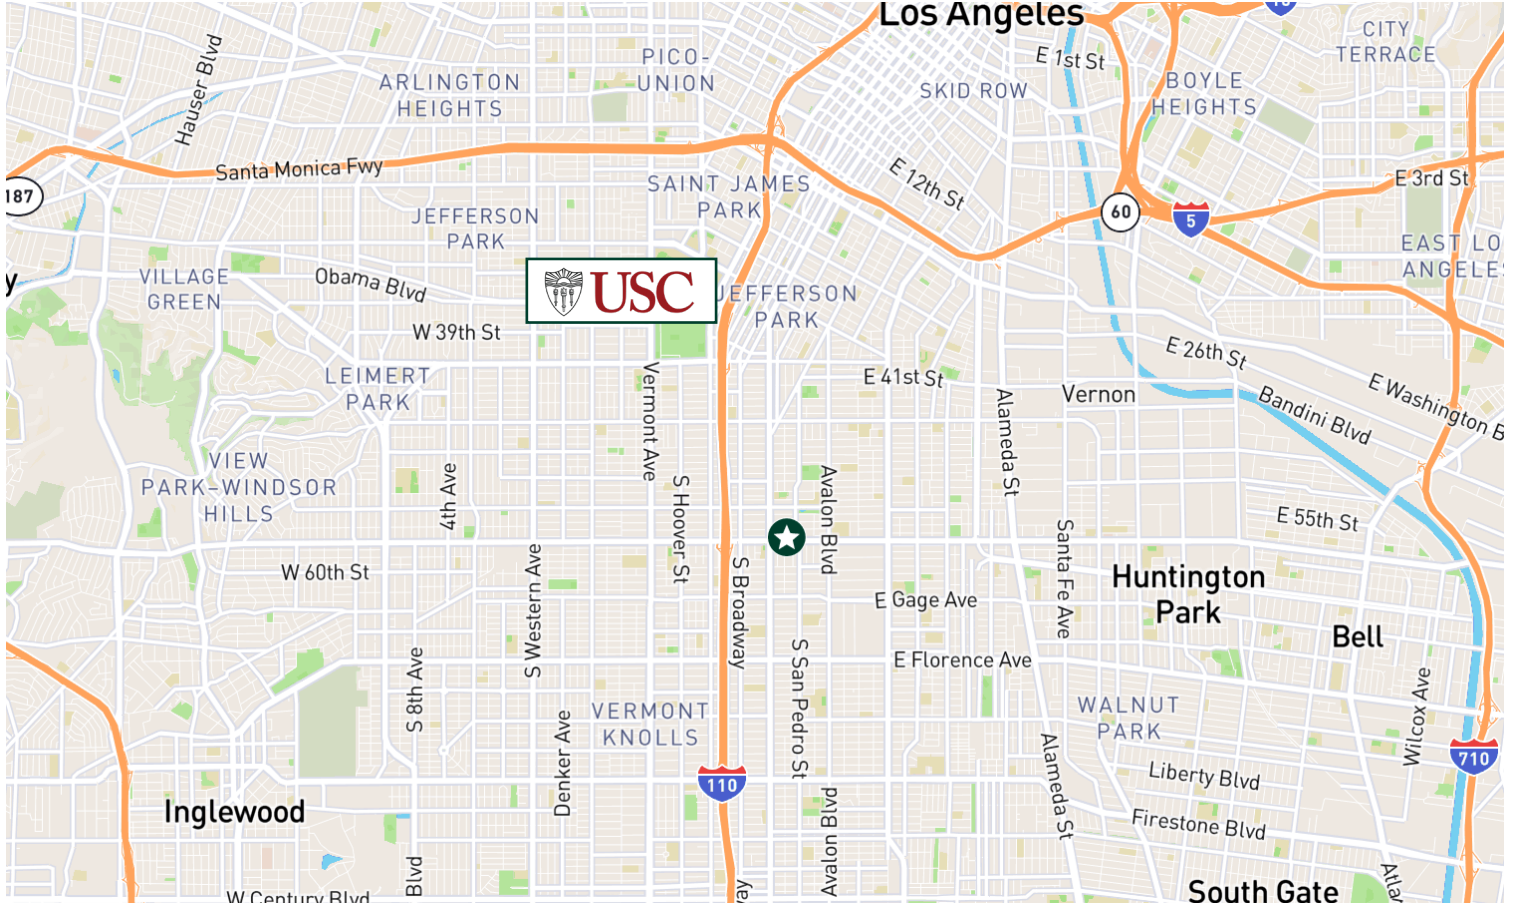 Los Angeles
10
CITY
TERRACE
PICO-
UNION
E 1st St
Hauser Blvd
ARLINGTON
HEIGHTS
SKID ROW
BOYLE
HEIGHTS
Santa Monica Fwy
E 12th St
E 3rd St
187
SAINT JAMES
PARK
60
5
JEFFERSON
PARK
EAST LO
ANGELES
VILLAGE
GREEN
Obama Blvd
USC
JEFFERSON
PARK
y
W 39th St
E 26th St
LEIMERT
PARK
Vermont Ave
E 41st St
Alameda St
Vernon
Bandini Blvd
E Washington B
VIEW
PARK–WINDSOR
HILLS
4th Ave
S Hoover St
Avalon Blvd
E 55th St
W 60th St
S Western Ave
S Broadway
E Gage Ave
Santa Fe Ave
Huntington
Park
Bell
S 8th Ave
S San Pedro St
E Florence Ave
Wilcox Ave
VERMONT
KNOLLS
WALNUT
PARK
Denker Ave
110
Alameda St
710
Liberty Blvd
Inglewood
Avalon Blvd
Firestone Blvd
Blvd
W Century Blvd
way
Atla
South Gate